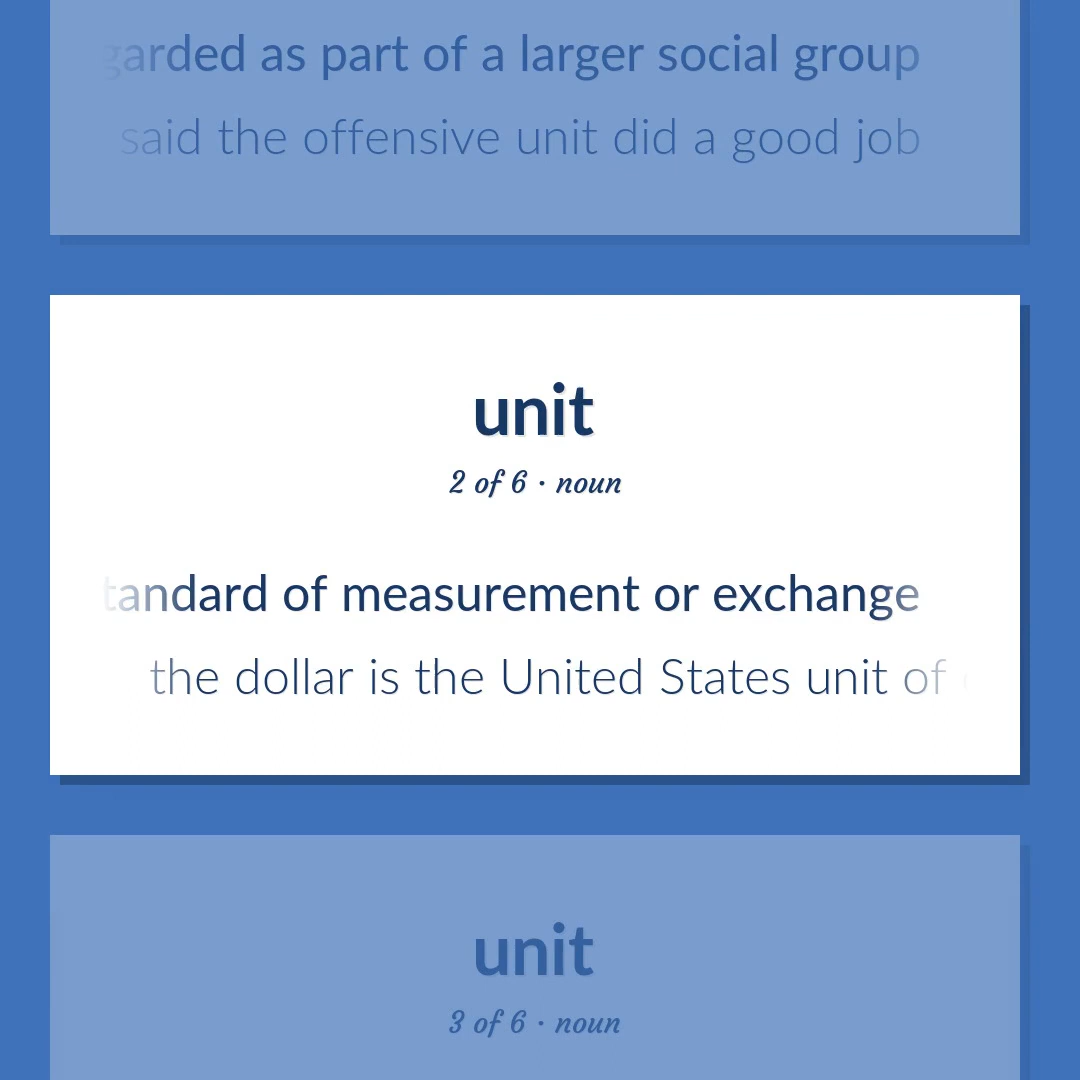 garded as part of a larger social group
said the offensive unit did a good job
unit
2 of 6 · noun
tandard of measurement or exchange
the dollar is the United States unit of
unit
3 of 6 · noun